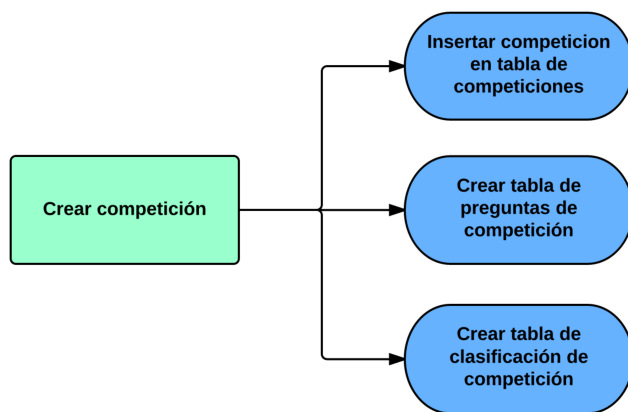 Insertar competicion
en tabla de
competiciones
Crear competición
Crear tabla de
preguntas de
competición
Crear tabla de
clasificación de
competición